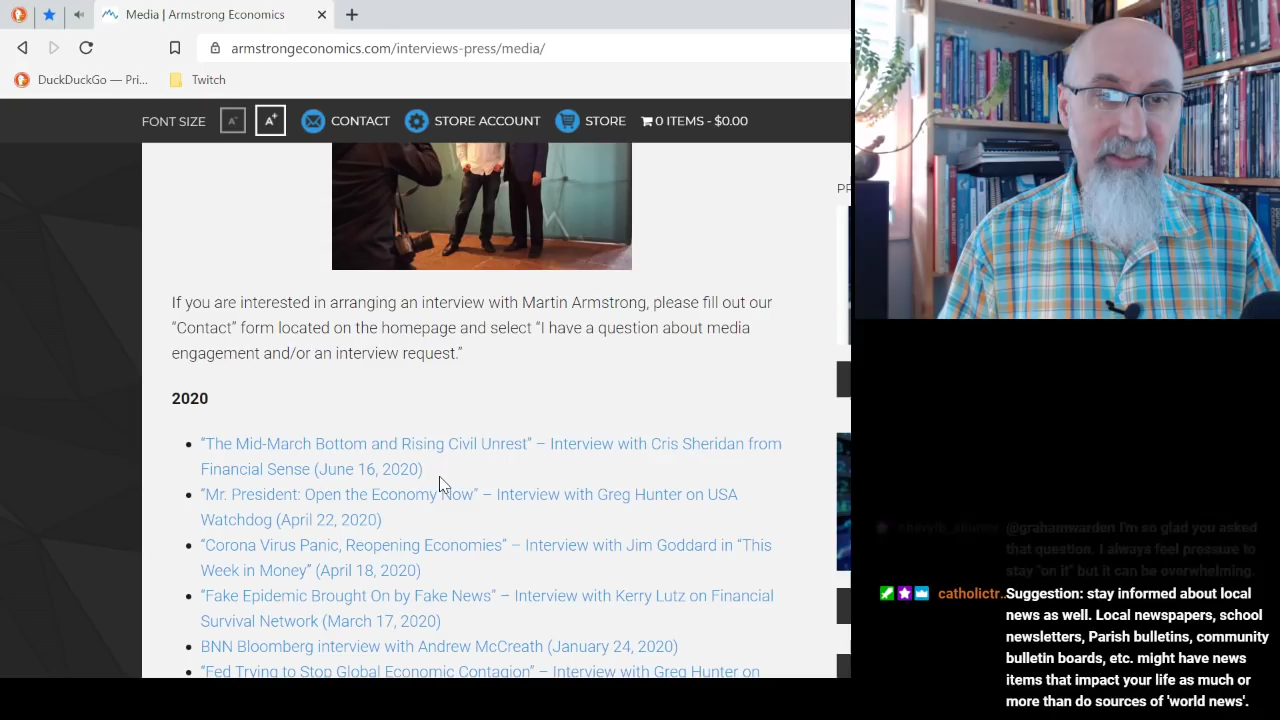 Media | Armstrong Economics
armstrongeconomics.com/interviews-press/media/
DuckDuckGo — Pri...
Twitch
FONT SIZE
A-
A+
CONTACT
STORE ACCOUNT
STORE
0 ITEMS - $0.00
PR
If you are interested in arranging an interview with Martin Armstrong, please fill out our
“Contact” form located on the homepage and select “I have a question about media
engagement and/or an interview request.”
2020
“The Mid-March Bottom and Rising Civil Unrest” – Interview with Cris Sheridan from
Financial Sense (June 16, 2020)
“Mr. President: Open the Economy Now” – Interview with Greg Hunter on USA
Watchdog (April 22, 2020)
“Corona Virus Panic, Reopening Economies” – Interview with Jim Goddard in “This
Week in Money” (April 18, 2020)
“Fake Epidemic Brought On by Fake News” – Interview with Kerry Lutz on Financial
Survival Network (March 17, 2020)
BNN Bloomberg interview with Andrew McCreath (January 24, 2020)
“Fed Trying to Stop Global Economic Contagion” – Interview with Greg Hunter on
@grahamwarden I'm so glad you asked
that question. I always feel pressure to
stay "on it" but it can be overwhelming.
catholictr... Suggestion: stay informed about local
news as well. Local newspapers, school
newsletters, Parish bulletins, community
bulletin boards, etc. might have news
items that impact your life as much or
more than do sources of 'world news'.